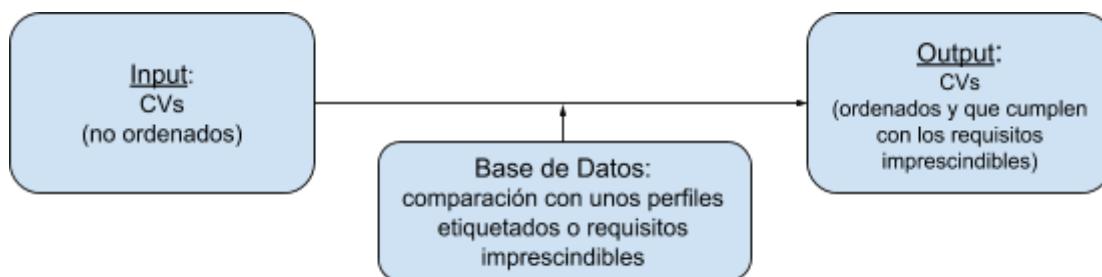 Input:
CVs
(no ordenados)
Base de Datos:
comparación con unos perfiles
etiquetados o requisitos
imprescindibles
Output:
CVs
(ordenados y que cumplen
con los requisitos
imprescindibles)